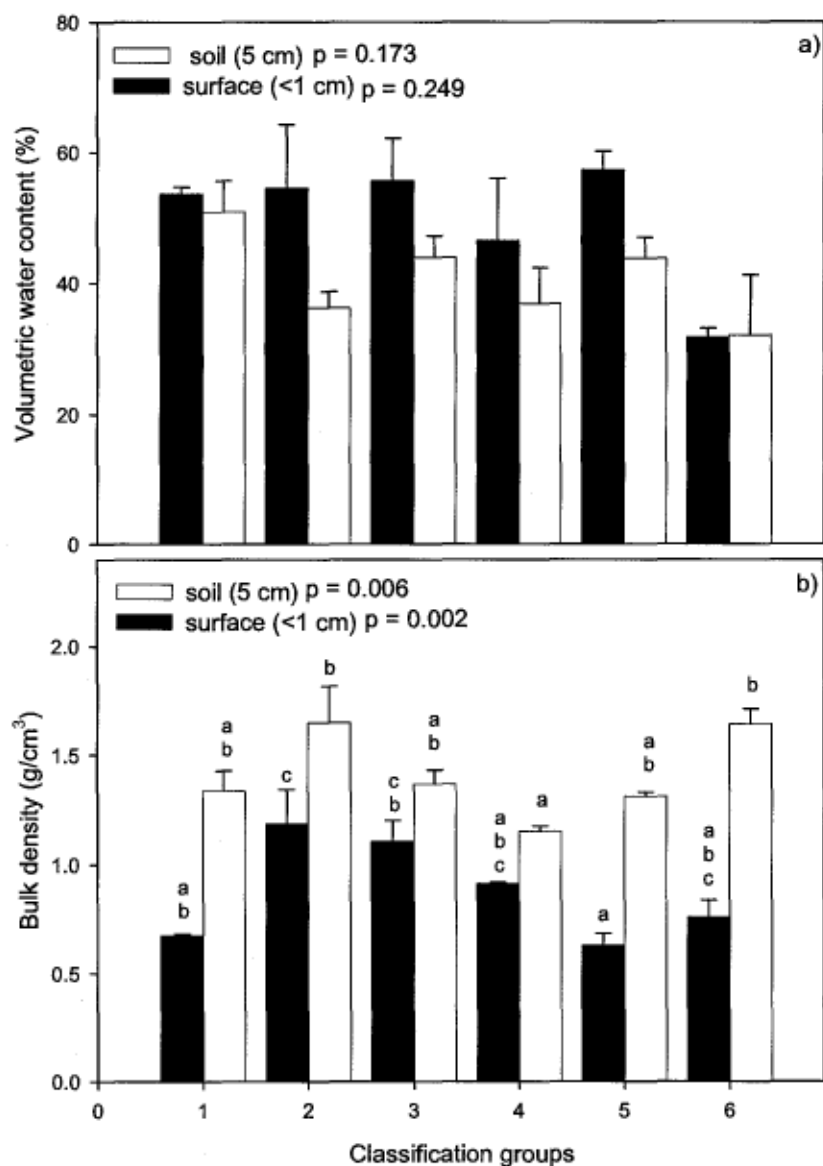 80
60
40
20
0
Volumetric water content (%)
soil (5 cm) p = 0.173
surface (<1 cm) p = 0.249
a)
2.0
1.5
1.0
0.5
0.0
Bulk density (g/cm³)
soil (5 cm) p = 0.006
surface (<1 cm) p = 0.002
b)
a
b
a
b
c
b
c
b
a
b
a
b
c
a
a
a
b
a
b
c
b
0
1
2
3
4
5
6
Classification groups